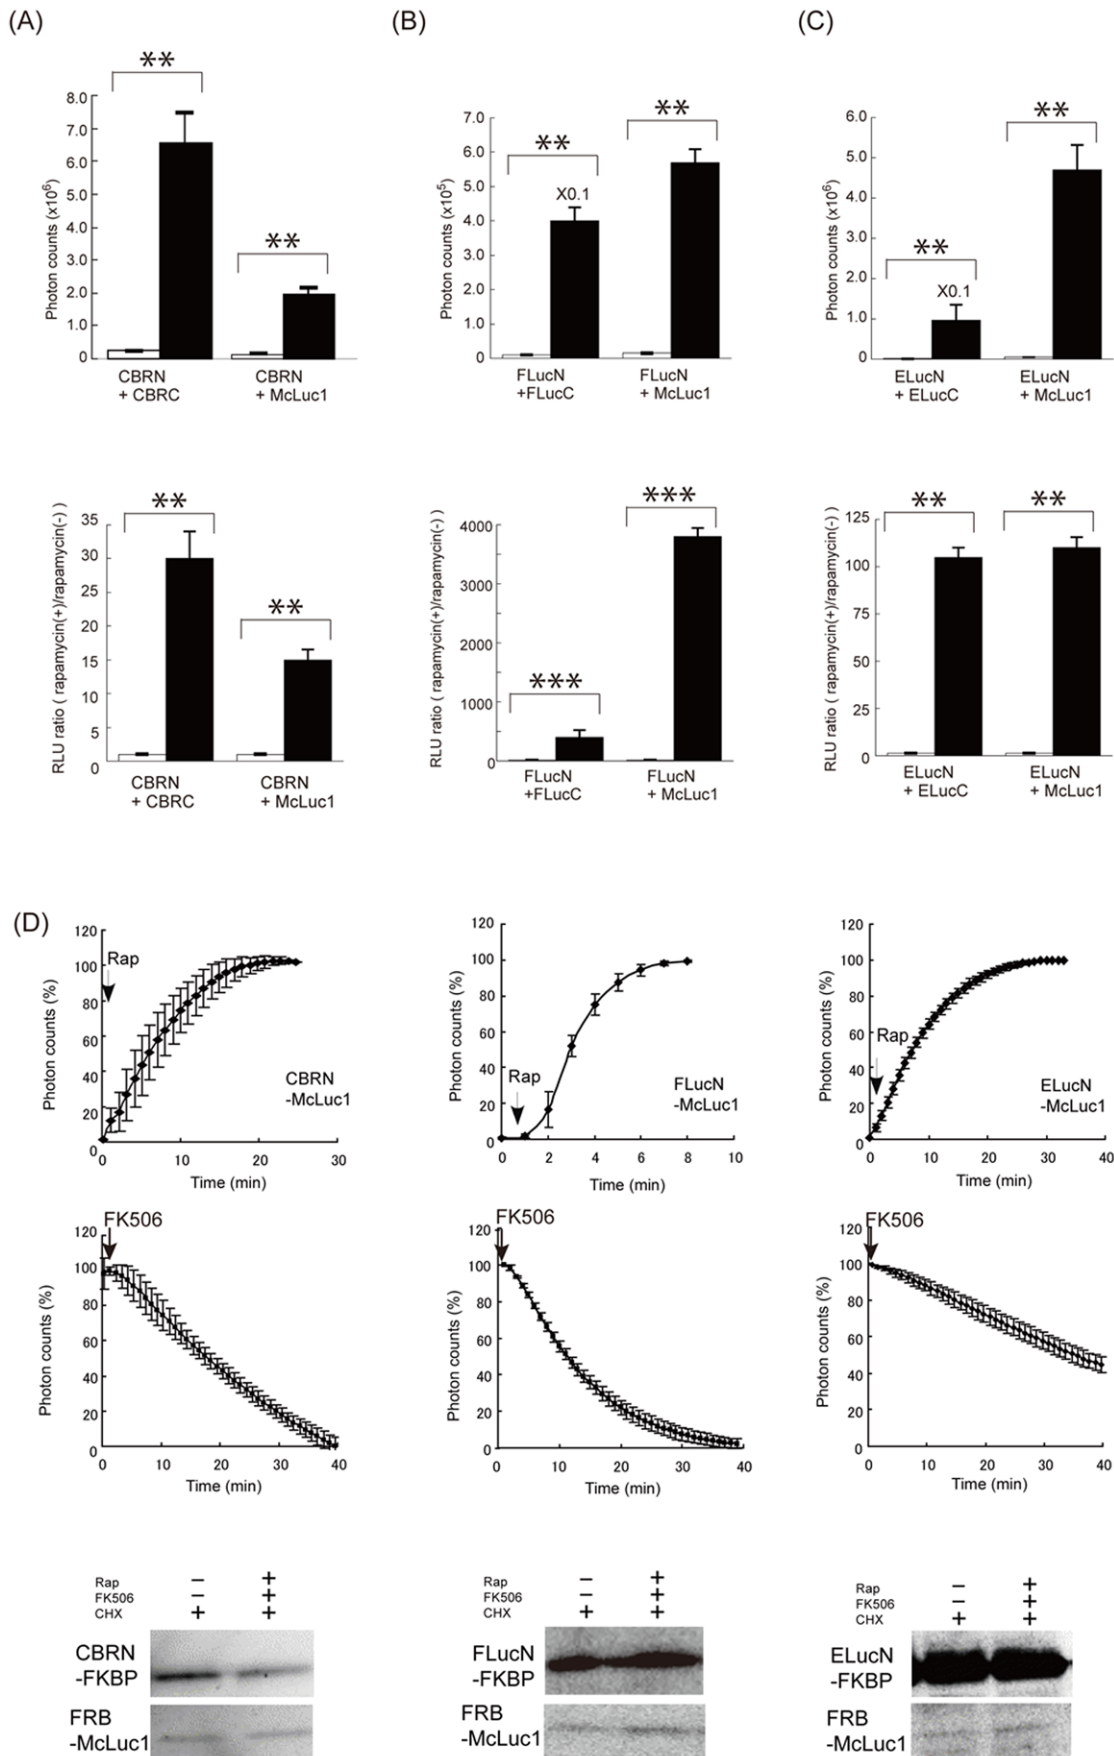 (A)
**
8.0
7.0
6.0
5.0
4.0
3.0
2.0
1.0
0
Photon counts (x10⁶)
**
CBRN
+ CBRC
CBRN
+ McLuc1
(B)
7.0
6.0
5.0
4.0
3.0
2.0
1.0
0
Photon counts (x10⁵)
**
X0.1
**
FLucN
+FLucC
FLucN
+ McLuc1
(C)
6.0
5.0
4.0
3.0
2.0
1.0
0
Photon counts (x10⁶)
**
X0.1
**
ELucN
+ ELucC
ELucN
+ McLuc1
35
30
25
20
15
10
5
0
RLU ratio ( rapamycin(+)/rapamycin(-) )
**
**
CBRN
+ CBRC
CBRN
+ McLuc1
4000
3000
2000
1000
0
RLU ratio ( rapamycin(+)/rapamycin(-) )
***
***
FLucN
+FLucC
FLucN
+ McLuc1
125
100
75
50
25
0
RLU ratio ( rapamycin(+)/rapamycin(-) )
**
**
ELucN
+ ELucC
ELucN
+ McLuc1
(D)
120
100
80
60
40
20
0
Photon counts (%)
Rap
CBRN
-McLuc1
0 10 20 30
Time (min)
120
100
80
60
40
20
0
Photon counts (%)
Rap
FLucN
-McLuc1
0 2 4 6 8 10
Time (min)
120
100
80
60
40
20
0
Photon counts (%)
Rap
ELucN
-McLuc1
0 10 20 30 40
Time (min)
FK506
120
100
80
60
40
20
0
Photon counts (%)
0 10 20 30 40
Time (min)
FK506
120
100
80
60
40
20
0
Photon counts (%)
0 10 20 30 40
Time (min)
FK506
120
100
80
60
40
20
0
Photon counts (%)
0 10 20 30 40
Time (min)
Rap − +
FK506 − +
CHX + +
CBRN
-FKBP
FRB
-McLuc1
Rap − +
FK506 − +
CHX + +
FLucN
-FKBP
FRB
-McLuc1
Rap − +
FK506 − +
CHX + +
ELucN
-FKBP
FRB
-McLuc1